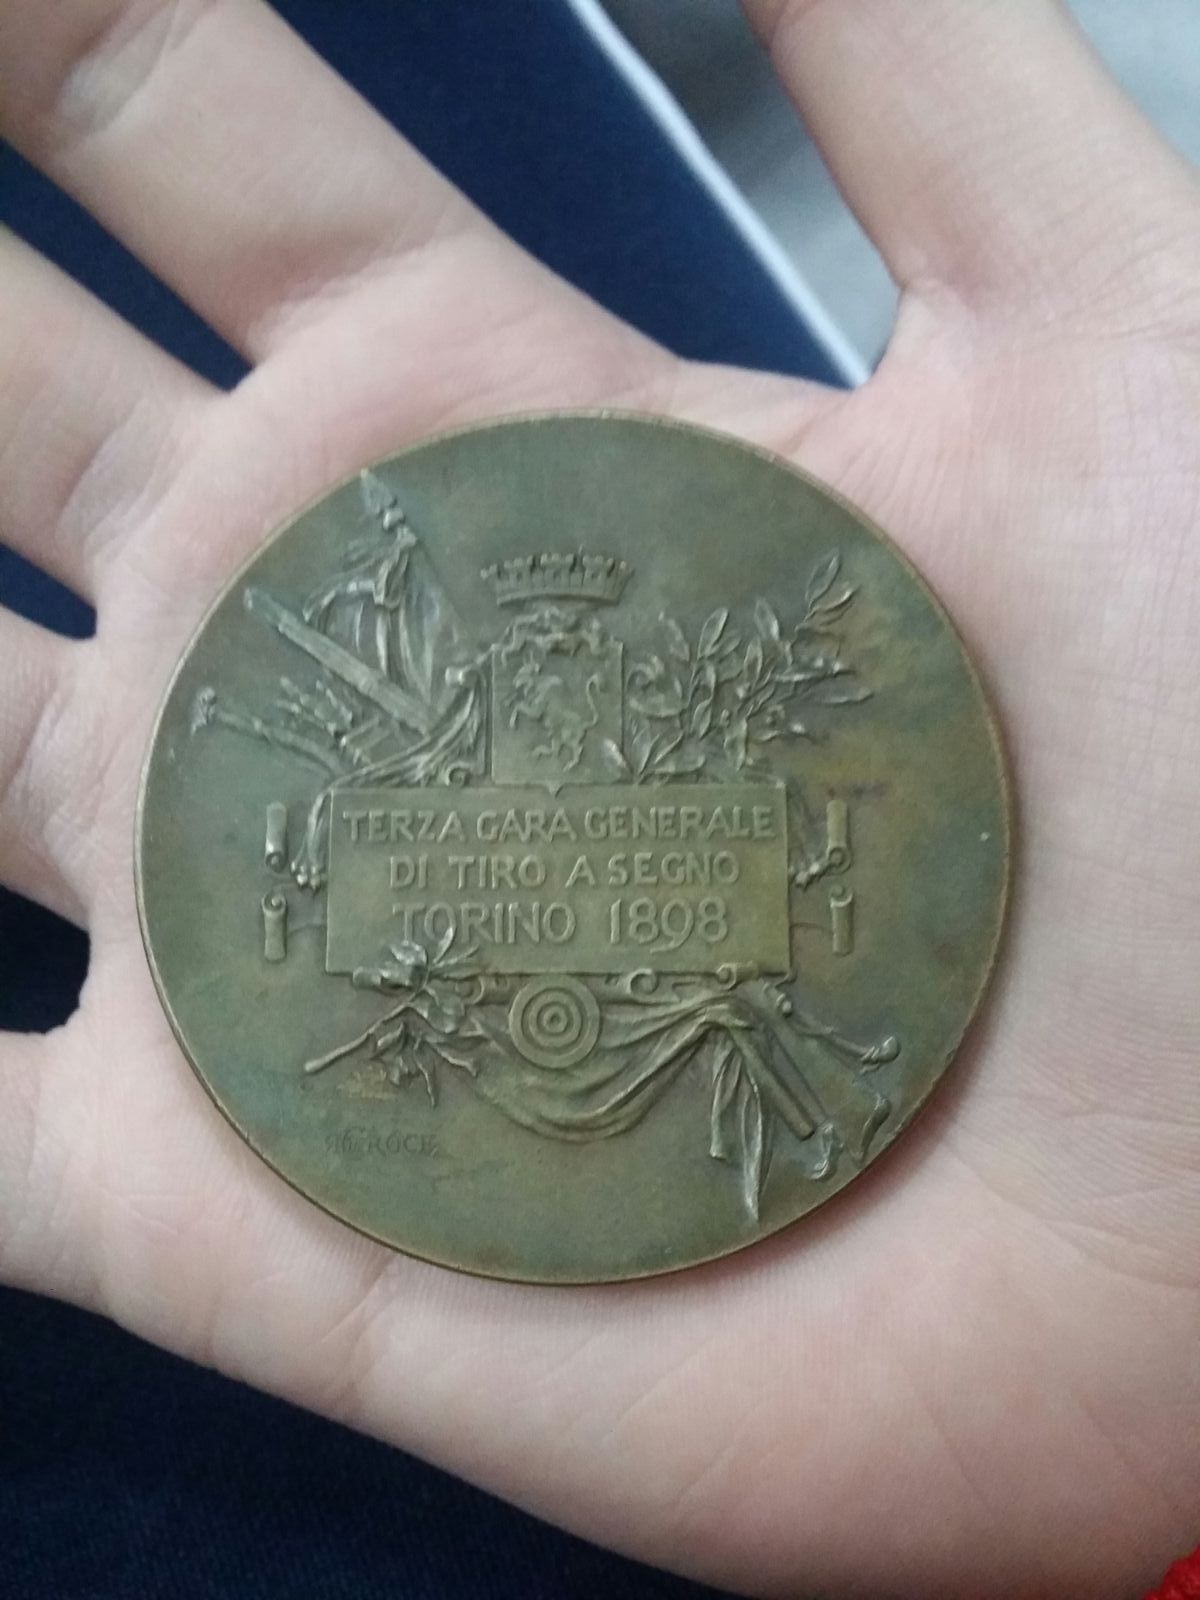 TERZA GARA GENERALE
DI TIRO A SEGNO
TORINO 1898